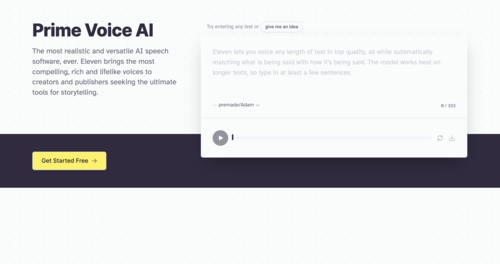 Prime Voice AI
The most realistic and versatile AI speech
software, ever. Eleven brings the most
compelling, rich and lifelike voices to
creators and publishers seeking the ultimate
tools for storytelling.
Get Started Free →
Try entering any text or give me an idea
Eleven lets you voice any length of text in top quality, all while automatically
matching what is being said with how it's being said. The model works best on
longer texts, so type in at least a few sentences.
premade/Adam
0 / 333